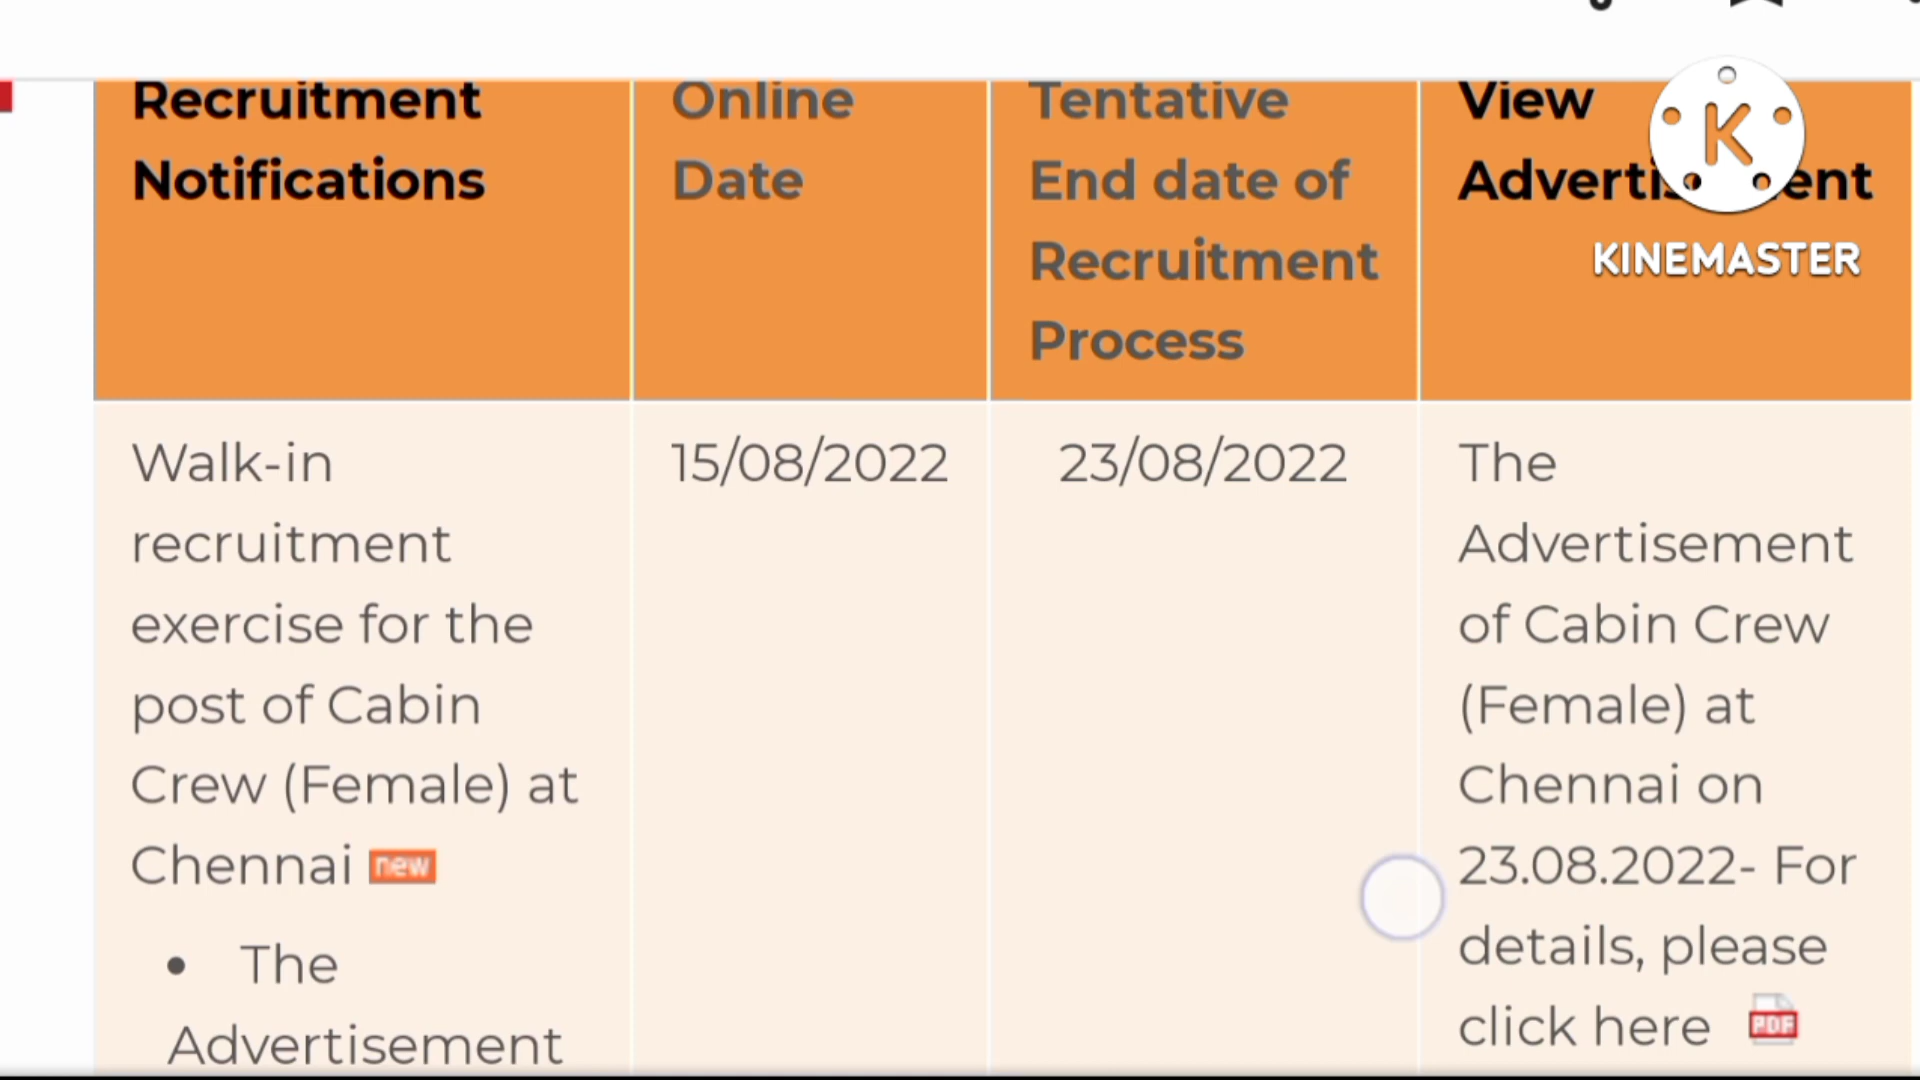 Recruitment
Notifications
Online
Date
Tentative
End date of
Recruitment
Process
View
K
KINEMASTER
Walk-in
recruitment
exercise for the
post of Cabin
Crew (Female) at
Chennai new
• The
Advertisement
15/08/2022
23/08/2022
The
Advertisement
of Cabin Crew
(Female) at
Chennai on
23.08.2022- For
details, please
click here PDF